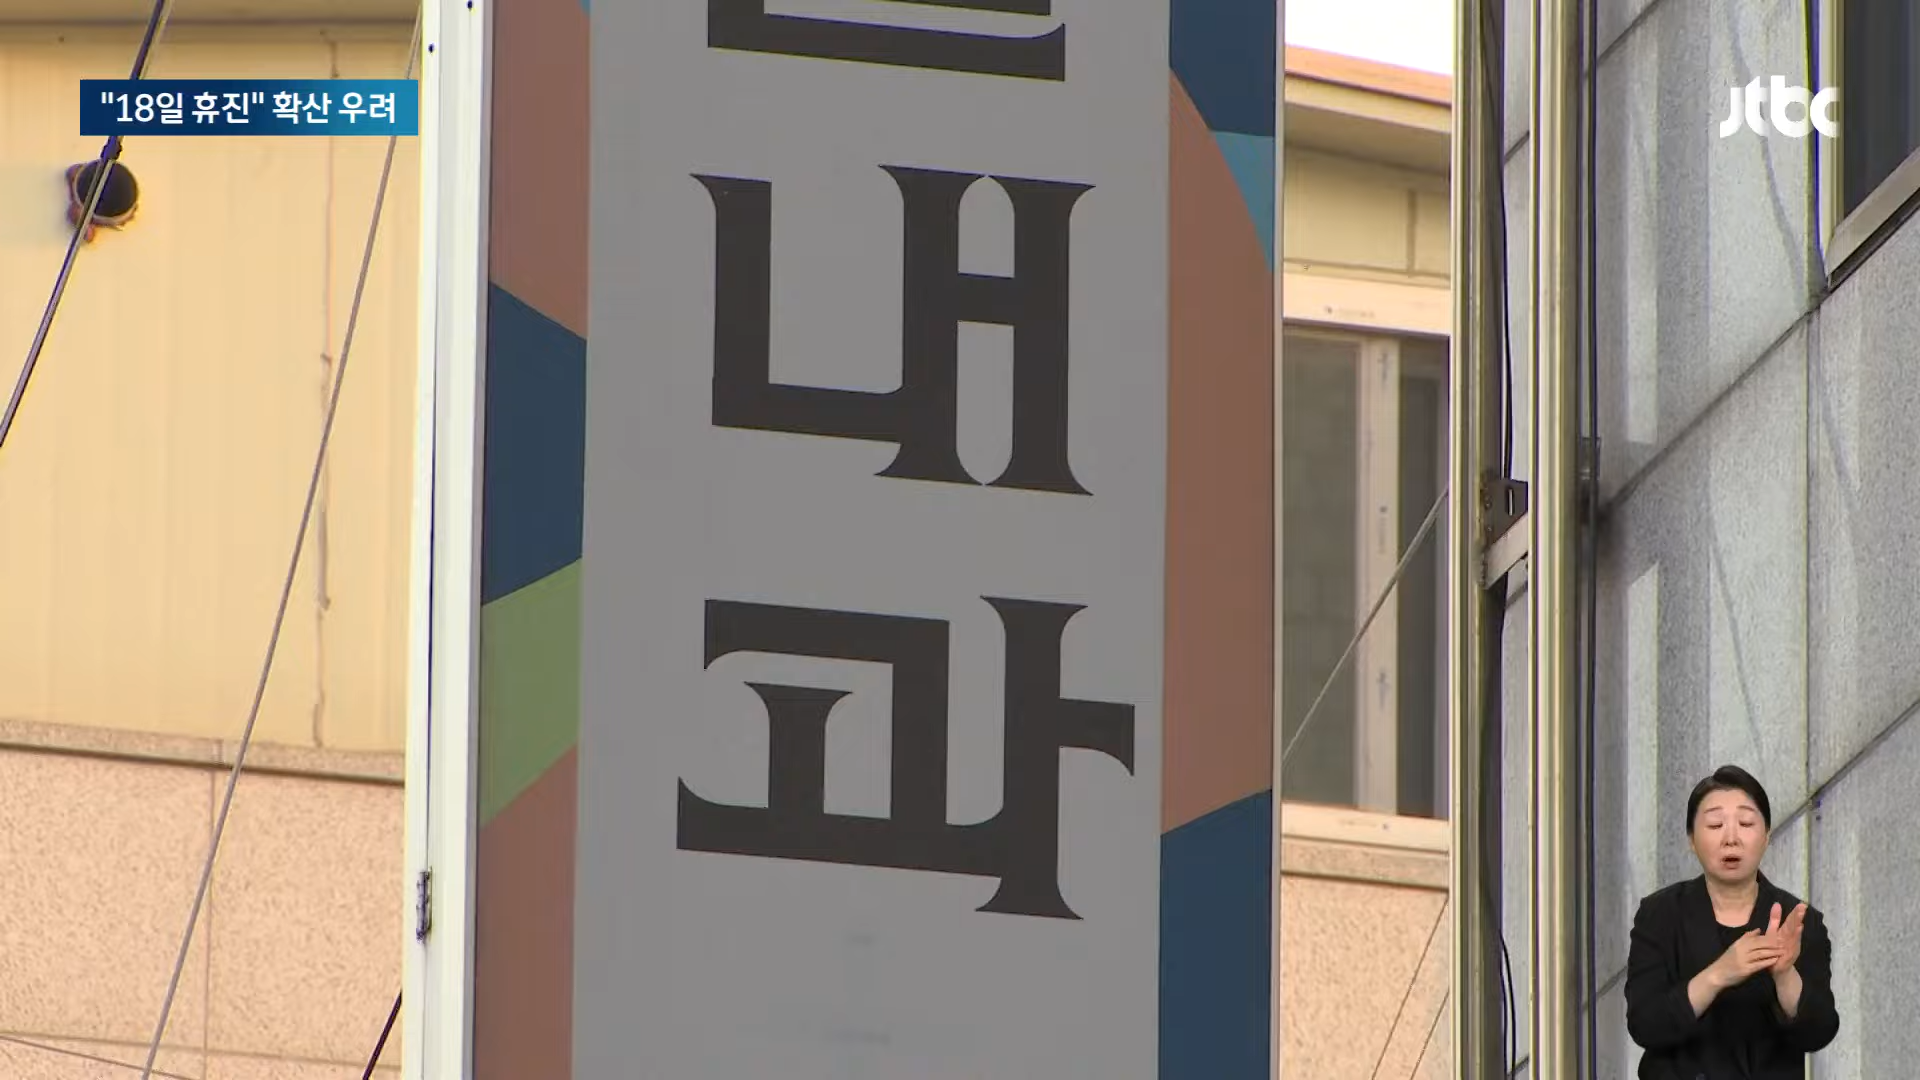 "18일 휴진" 확산 우려
jtbc
내
과